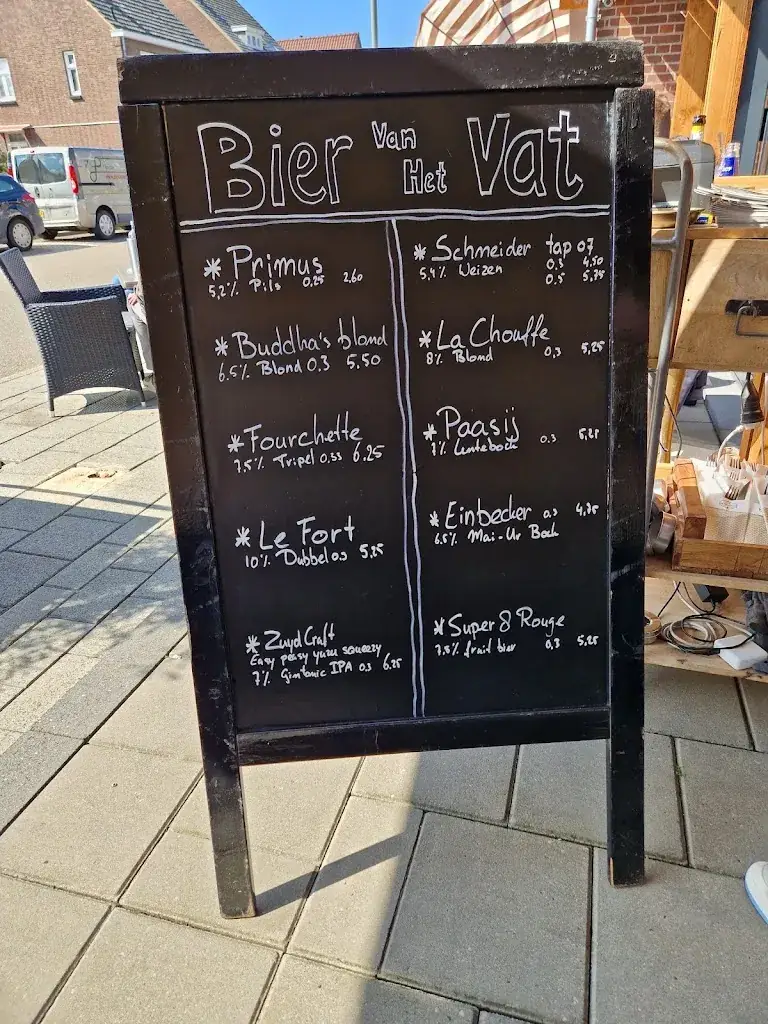 Bier Van Het Vat
* Primus
5,2% Pils 0,25 2,60
* Buddha's blond
6.5% Blond 0.3 5.50
* Fourchette
7.5% Tripel 0,33 6.25
* Le Fort
10% Dubbel 0.3 5,25
* Zuyd Craft
Easy peasy yuzu squeezy
7% Gintonic IPA 0.3 6.25
* Schneider tap 07
5,4% Weizen 0.3 4,50
0.5 5,75
* La Chouffe
8% Blond 0,3 5,25
* Paasij
7% Lentebock 0.3 5,25
* Einbecker 0.3 4,75
6.5% Mai-Ur Bock
* Super 8 Rouge
7,5% fruit bier 0,3 5,25